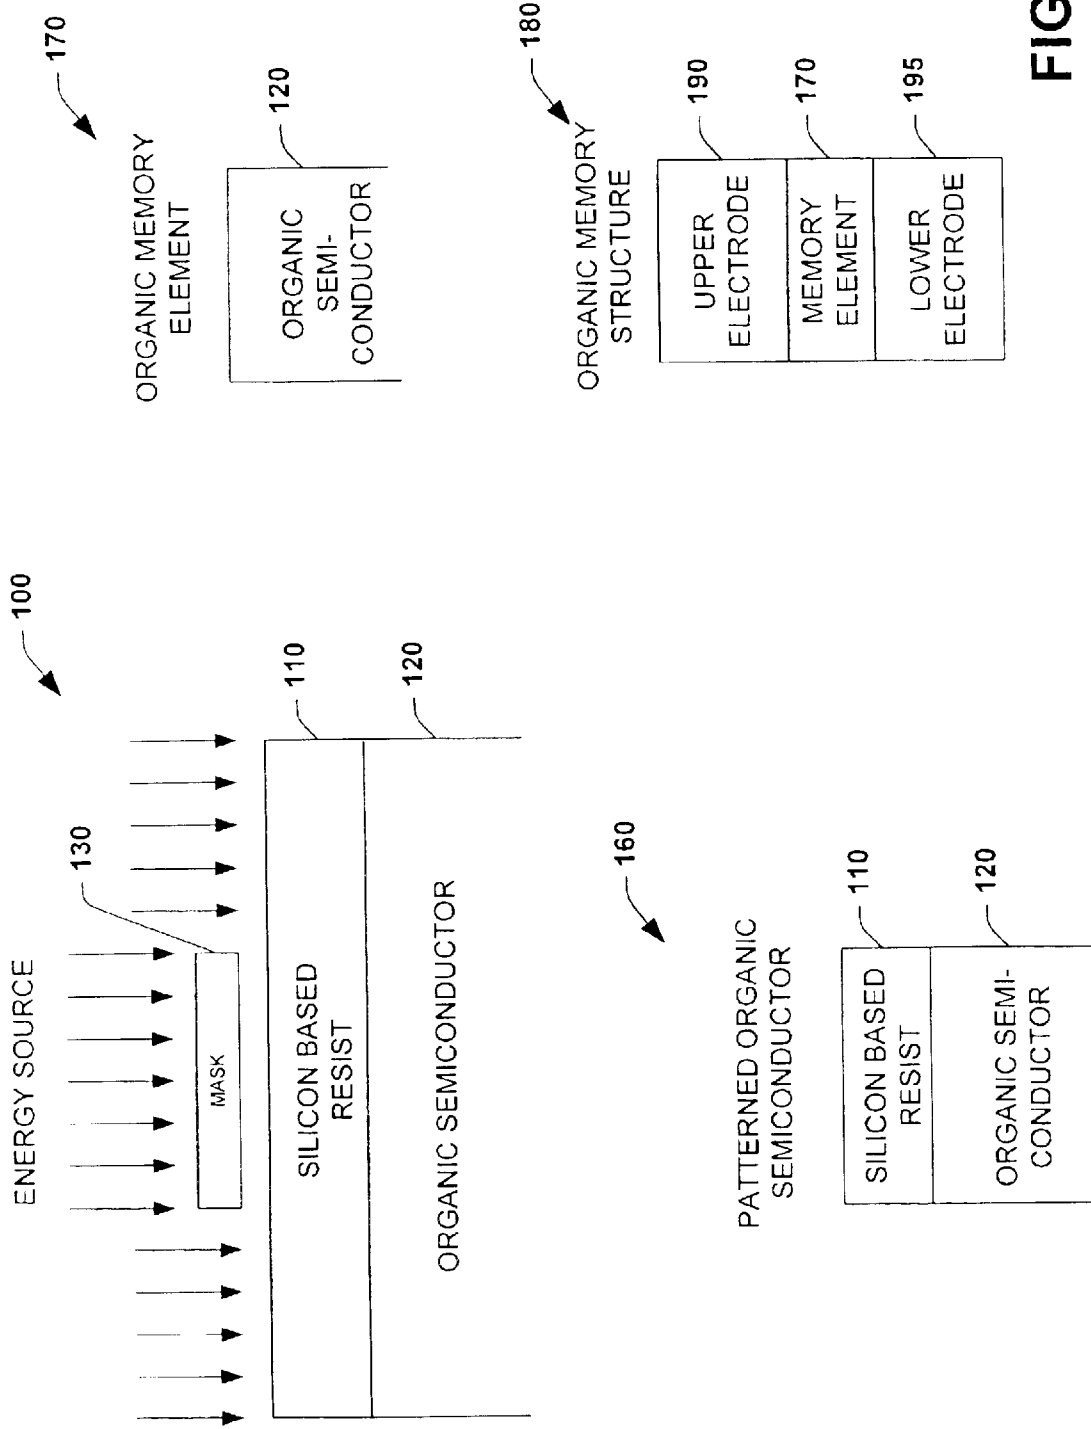 100
ENERGY SOURCE
130
MASK
110
SILICON BASED
RESIST
120
ORGANIC SEMICONDUCTOR
160
PATTERNED ORGANIC
SEMICONDUCTOR
110
SILICON BASED
RESIST
120
ORGANIC SEMI-
CONDUCTOR
170
ORGANIC MEMORY
ELEMENT
120
ORGANIC
SEMI-
CONDUCTOR
180
ORGANIC MEMORY
STRUCTURE
190
UPPER
ELECTRODE
170
MEMORY
ELEMENT
195
LOWER
ELECTRODE
FIG